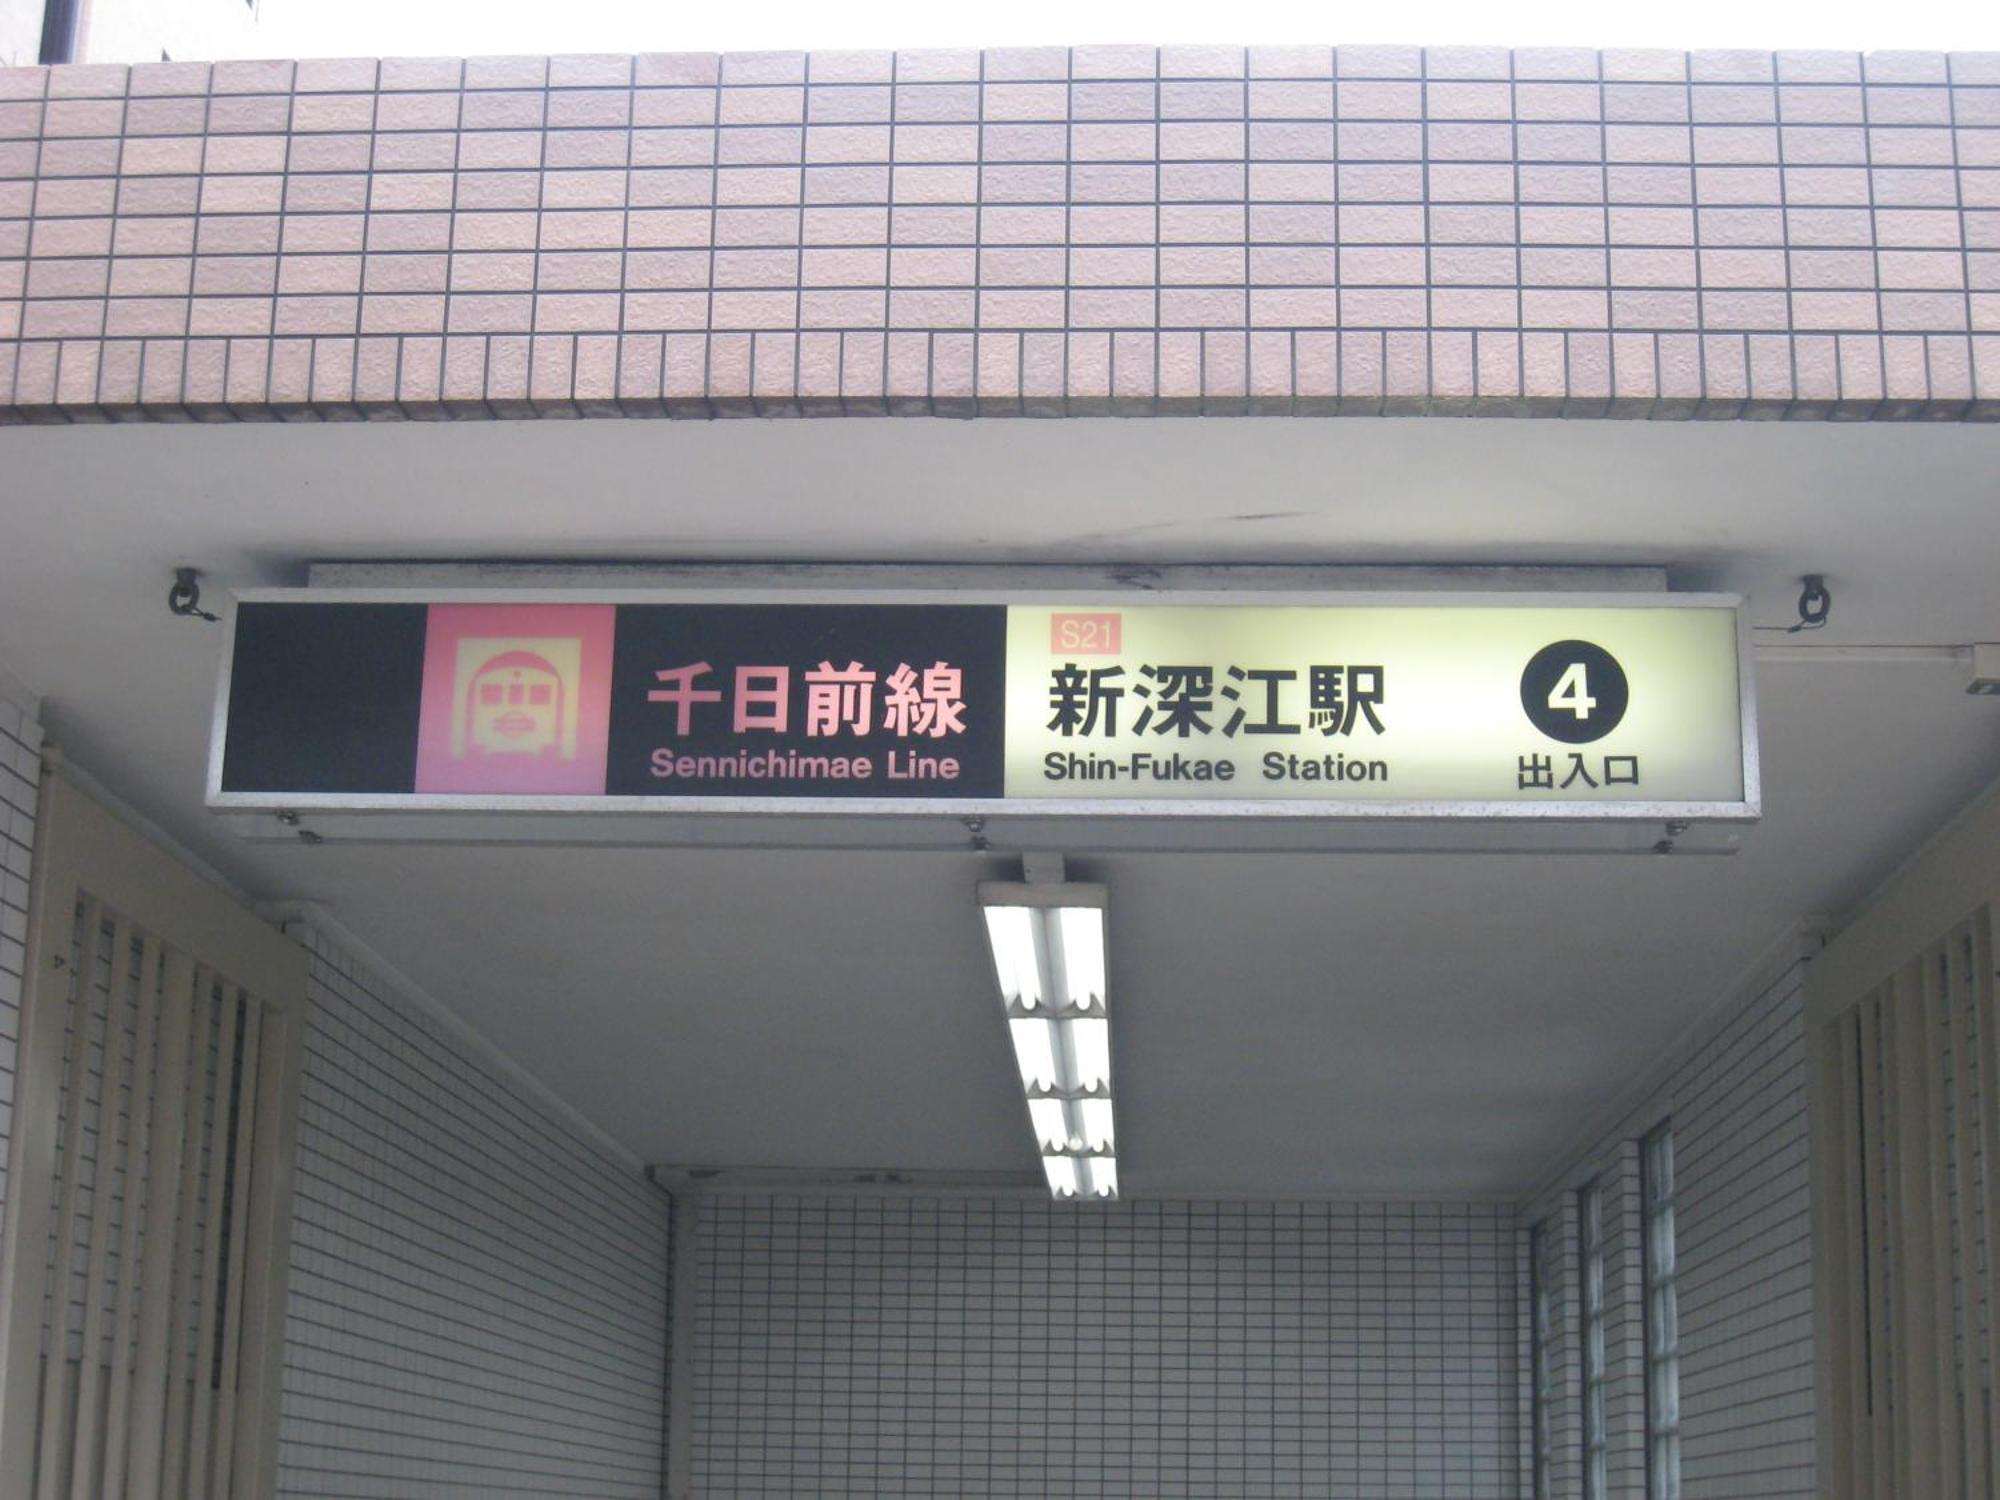 千日前線
Sennichimae Line
S21
新深江駅
Shin-Fukae Station
4
出入口